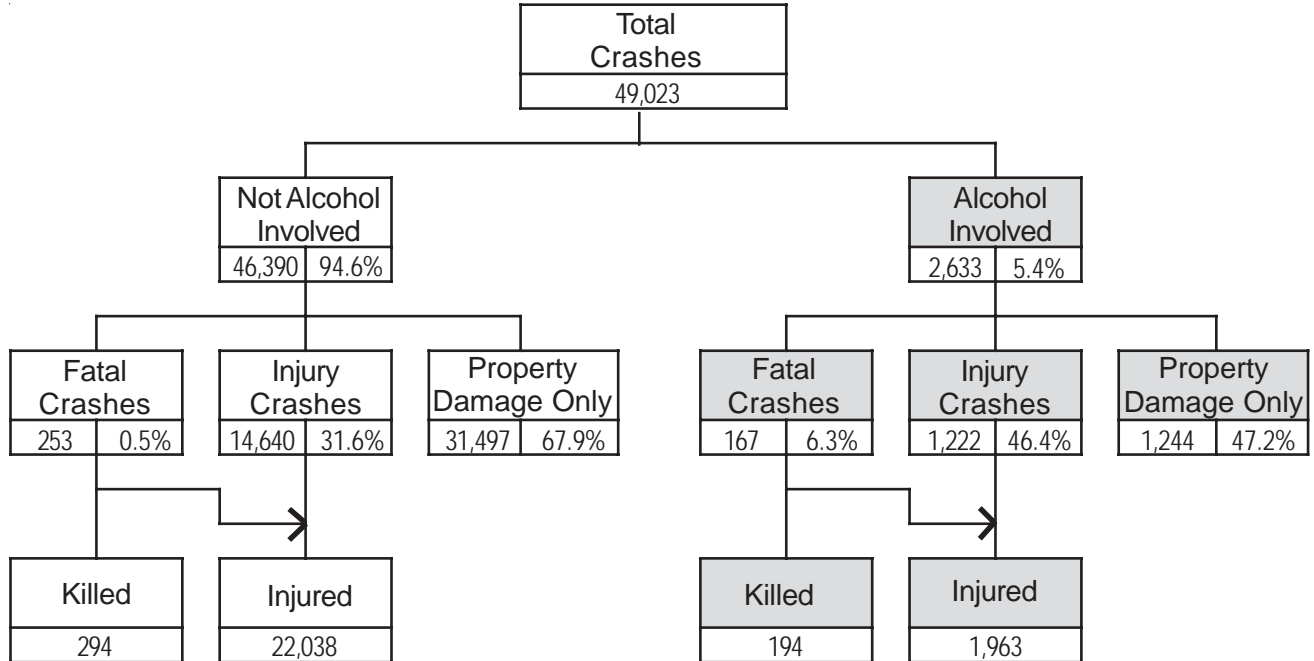 Total
Crashes
49,023
Not Alcohol
Involved
46,390 94.6%
Alcohol
Involved
2,633 5.4%
Fatal
Crashes
253 0.5%
Injury
Crashes
14,640 31.6%
Property
Damage Only
31,497 67.9%
Fatal
Crashes
167 6.3%
Injury
Crashes
1,222 46.4%
Property
Damage Only
1,244 47.2%
Killed
294
Injured
22,038
Killed
194
Injured
1,963